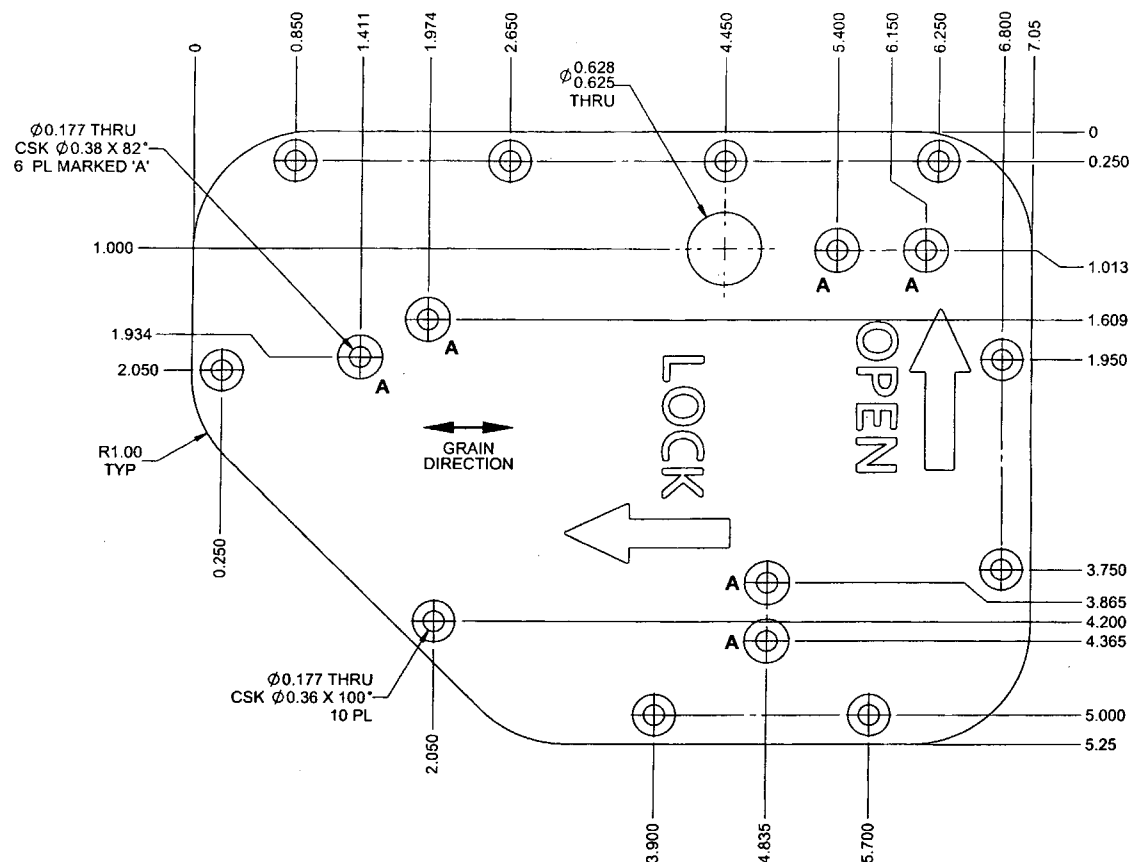 0
0.850
1.411
1.974
2.650
4.450
5.400
6.150
6.250
6.800
7.05
Ø0.628
0.625
THRU
Ø0.177 THRU
CSK Ø0.38 X 82°
6 PL MARKED 'A'
0
0.250
1.000
1.013
A
A
1.934
A
1.609
2.050
A
1.950
OPEN
LOCK
R1.00
TYP
GRAIN
DIRECTION
0.250
3.750
A
3.865
4.200
A
4.365
Ø0.177 THRU
CSK Ø0.36 X 100°
10 PL
2.050
5.000
5.25
3.900
4.835
5.700